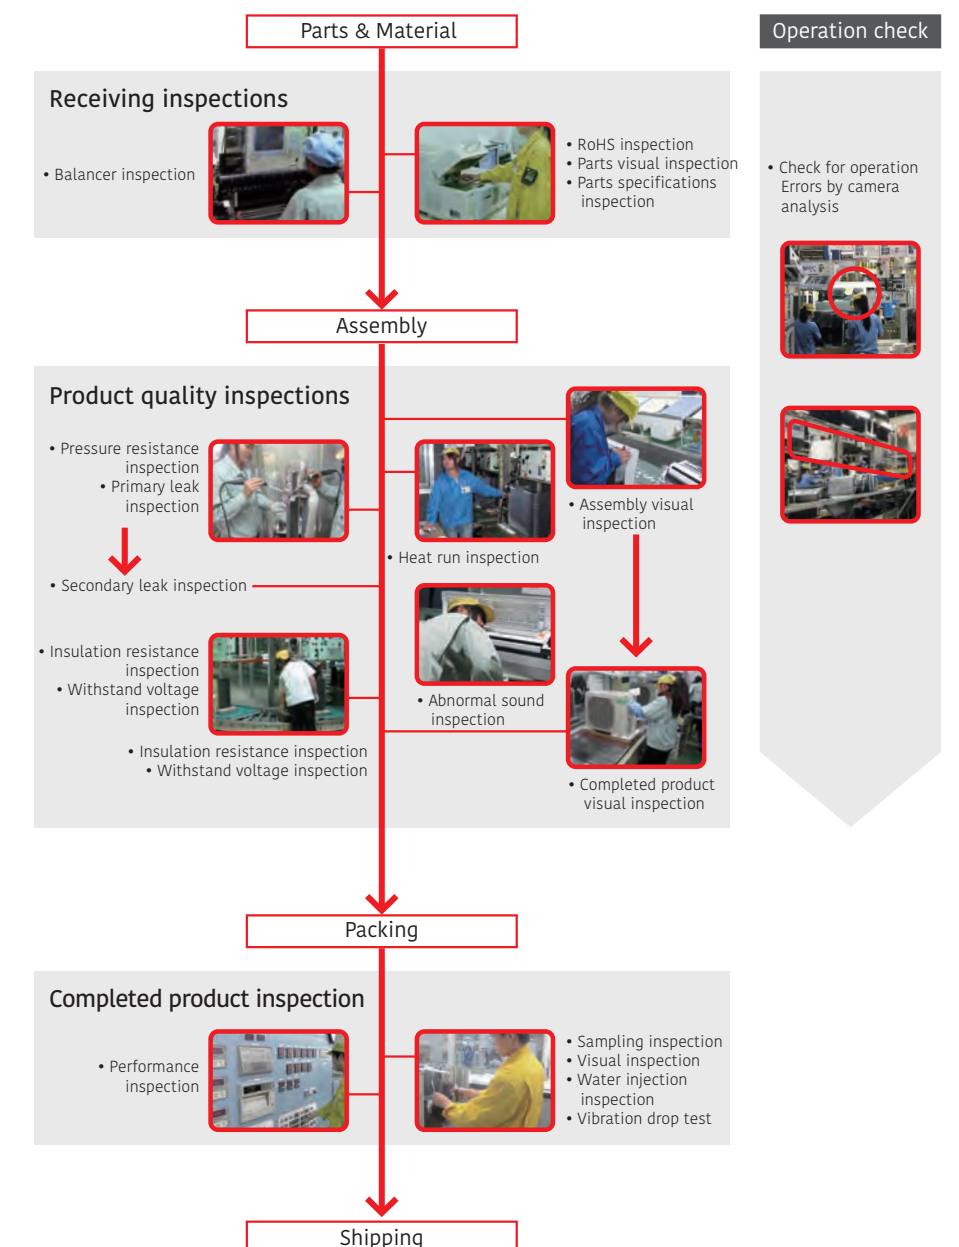 Parts & Material
Operation check
Receiving inspections
• Balancer inspection
• RoHS inspection
• Parts visual inspection
• Parts specifications
inspection
• Check for operation
Errors by camera
analysis
Assembly
Product quality inspections
• Pressure resistance
inspection
• Primary leak
inspection
• Heat run inspection
• Assembly visual
inspection
• Secondary leak inspection
• Insulation resistance
inspection
• Withstand voltage
inspection
• Abnormal sound
inspection
• Insulation resistance inspection
• Withstand voltage inspection
• Completed product
visual inspection
Packing
Completed product inspection
• Performance
inspection
• Sampling inspection
• Visual inspection
• Water injection
inspection
• Vibration drop test
Shipping